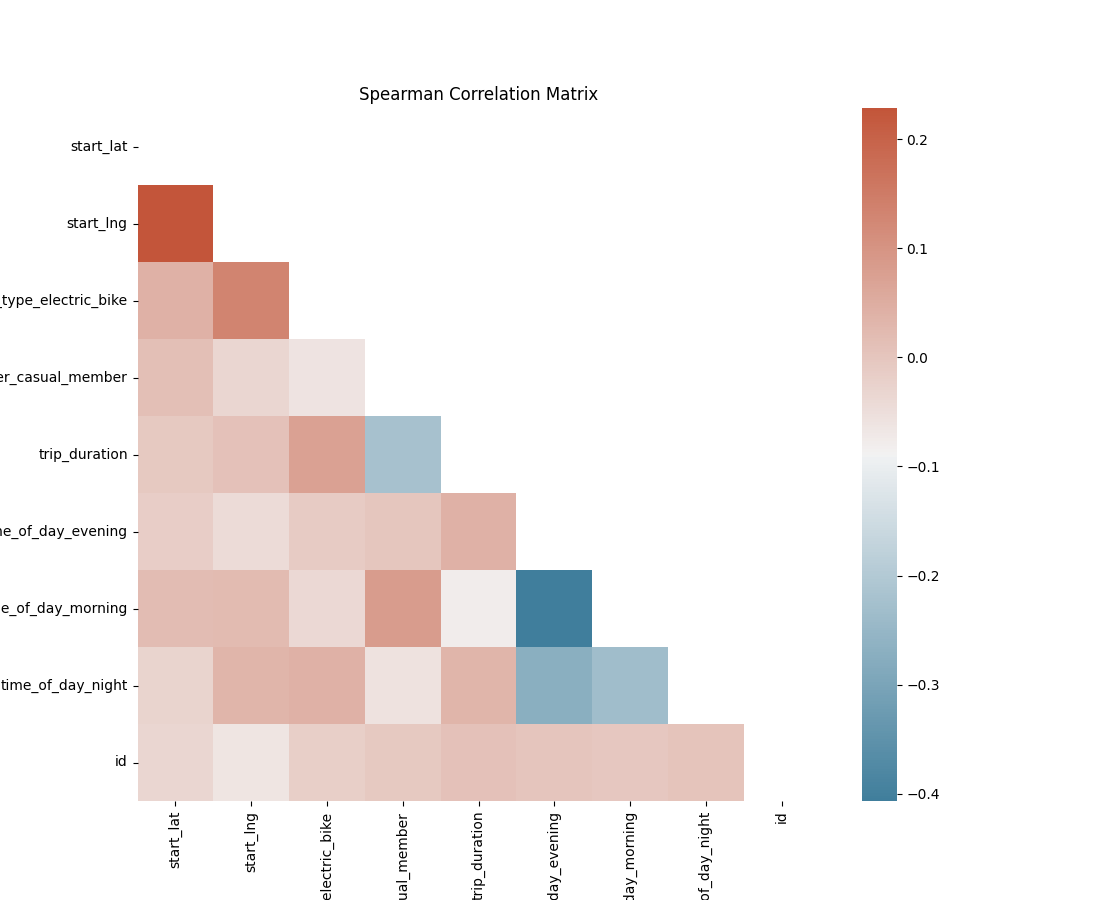 Spearman Correlation Matrix
start_lat
start_lng
_type_electric_bike
er_casual_member
trip_duration
ne_of_day_evening
e_of_day_morning
time_of_day_night
id
start_lat
start_lng
electric_bike
ual_member
trip_duration
day_evening
day_morning
of_day_night
id
0.2
0.1
0.0
−0.1
−0.2
−0.3
−0.4